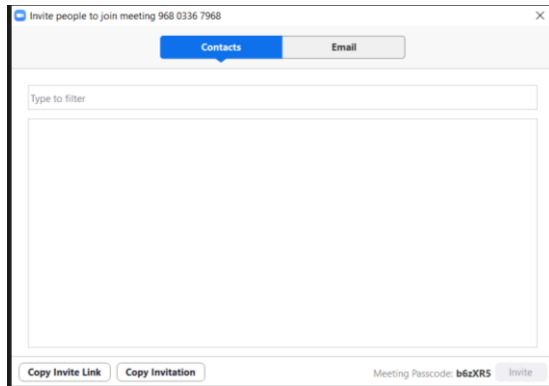 Invite people to join meeting 968 0336 7968
Contacts Email
Type to filter
Copy Invite Link Copy Invitation Meeting Passcode: b6zXR5 Invite